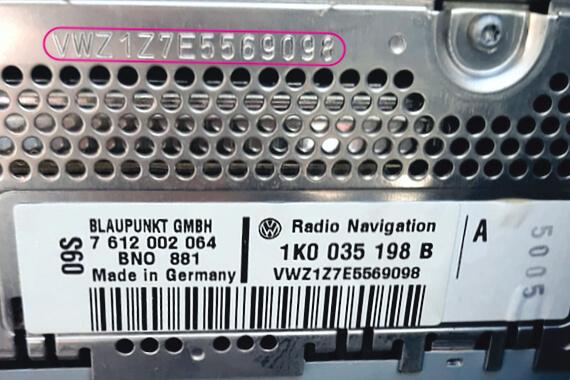 VWZ1Z7E5569098
S60
BLAUPUNKT GMBH
7 612 002 064
BNO 881
Made in Germany
Radio Navigation
1K0 035 198 B
VWZ1Z7E5569098
A
5005